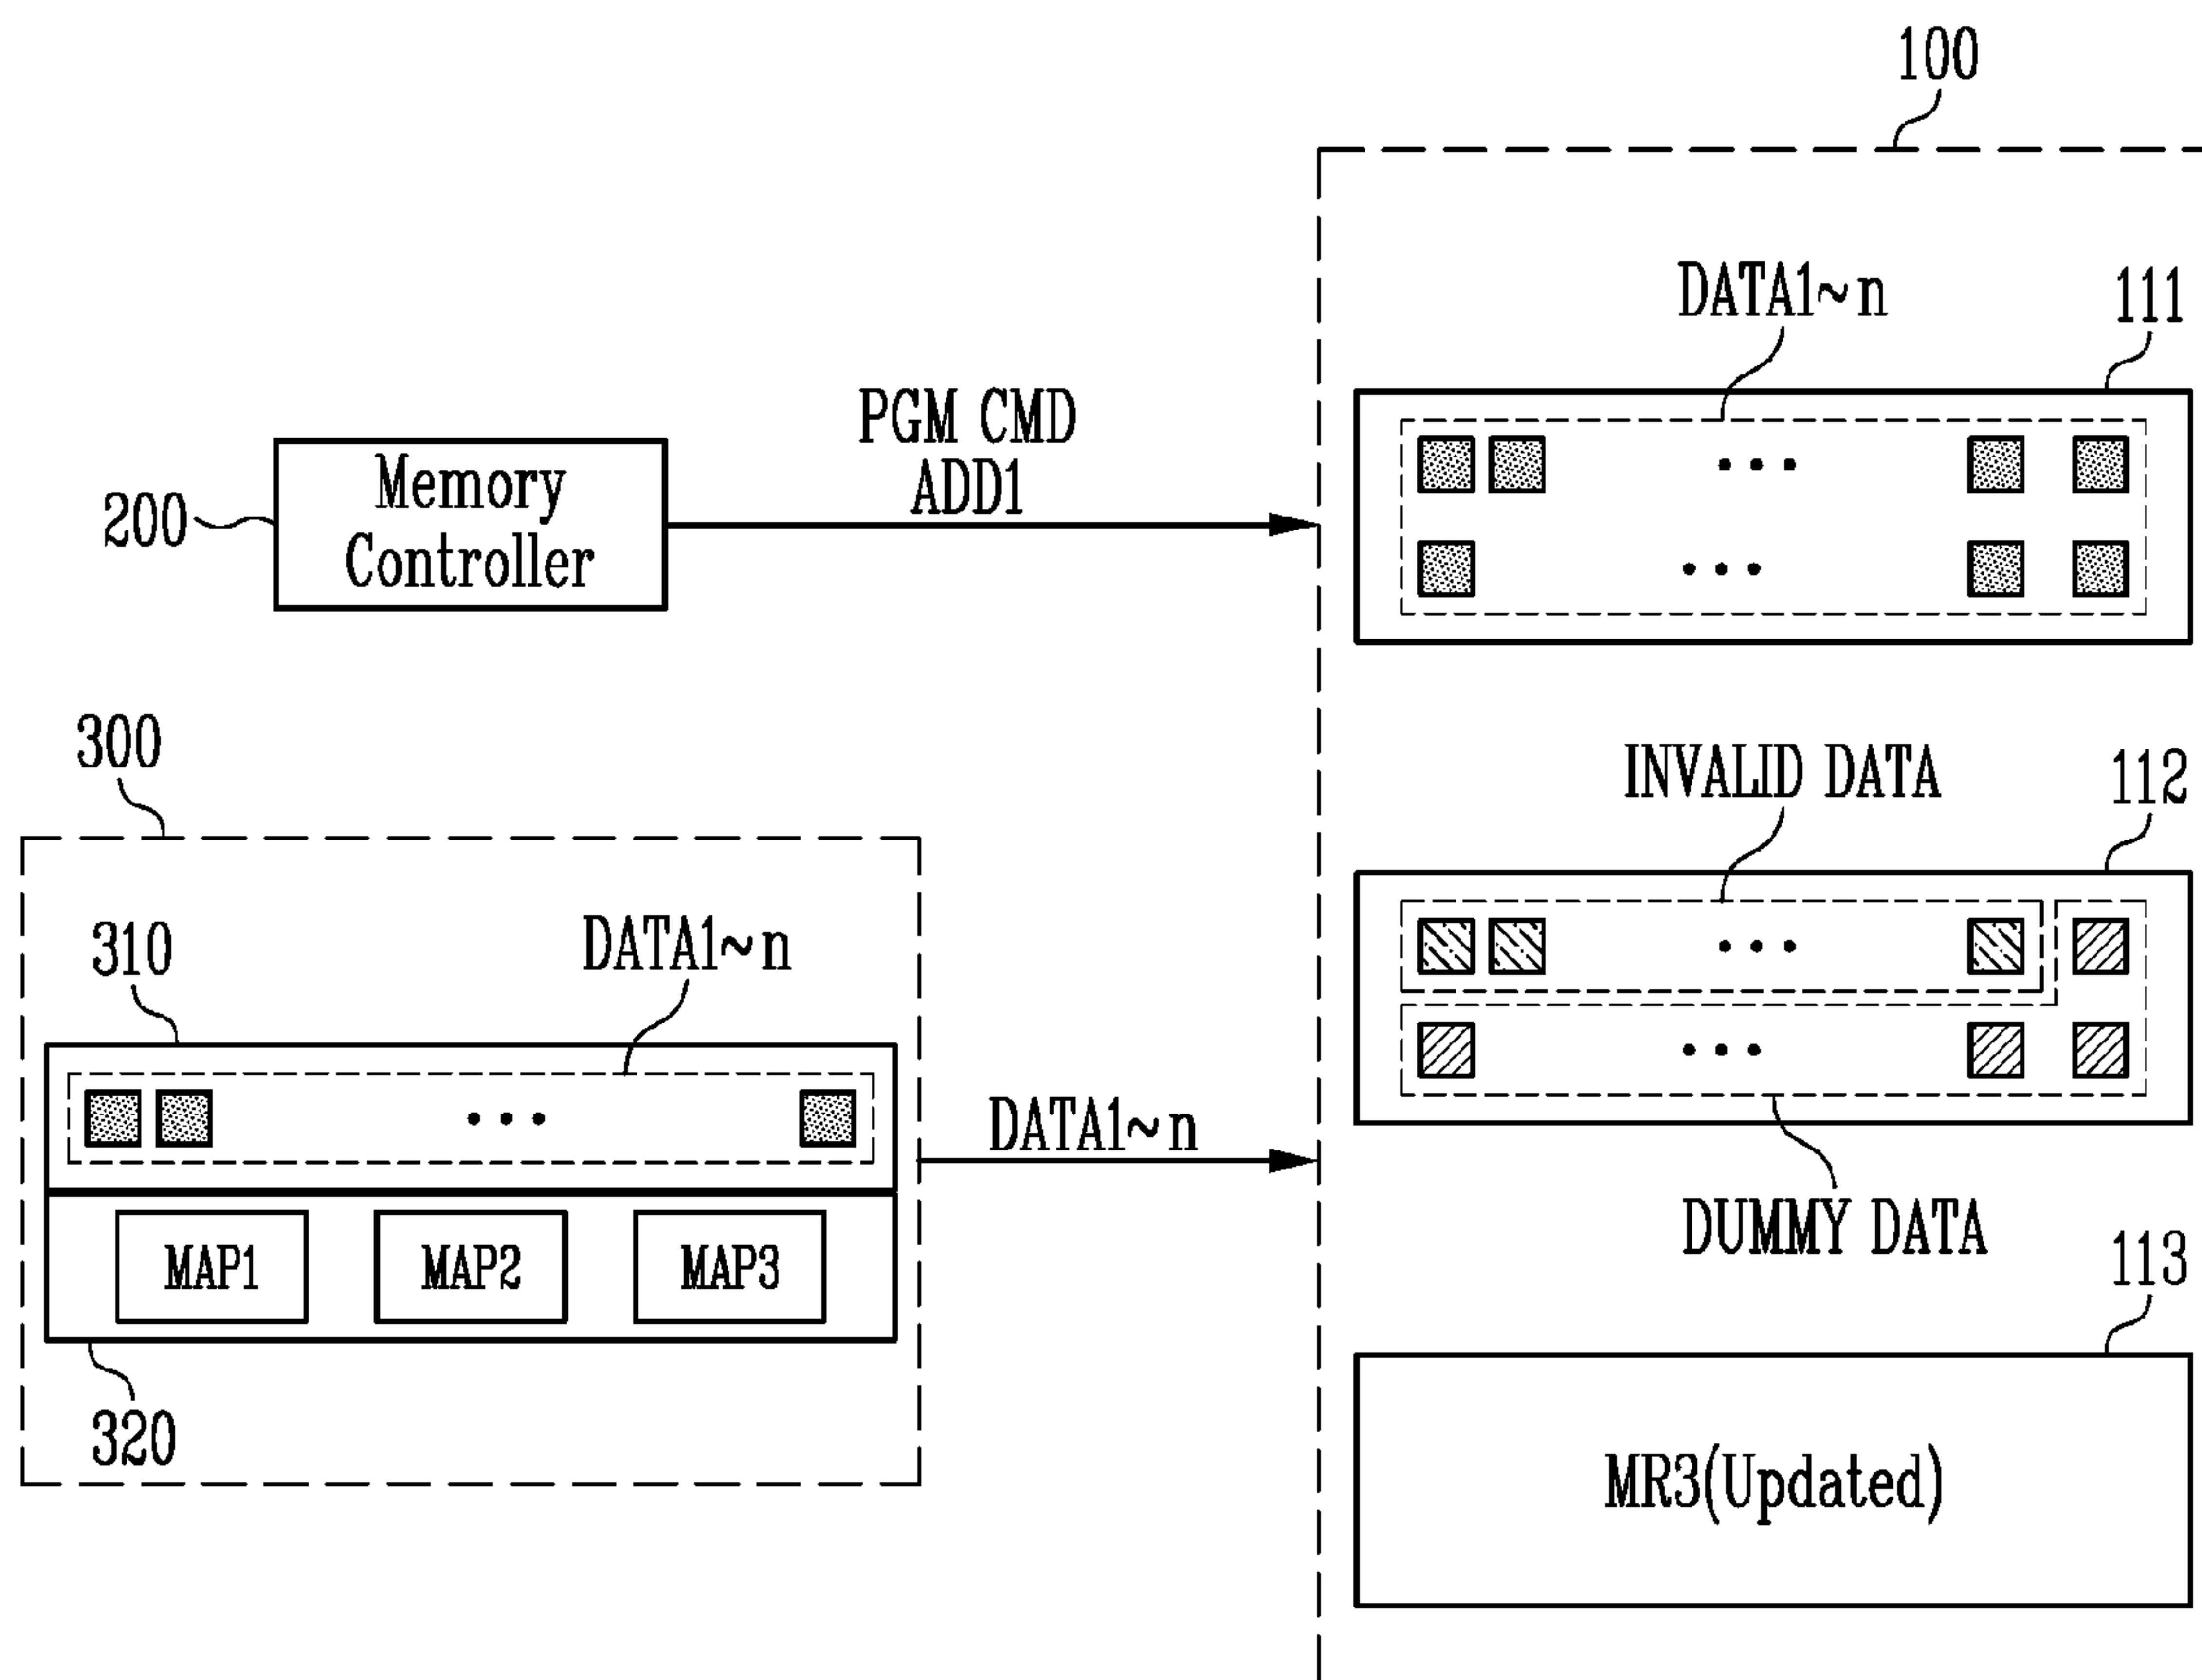 100
DATA1~n
111
PGM CMD
ADD1
Memory
Controller
200
300
INVALID DATA
112
310
DATA1~n
DATA1~n
MAP1
MAP2
MAP3
DUMMY DATA
113
320
MR3(Updated)